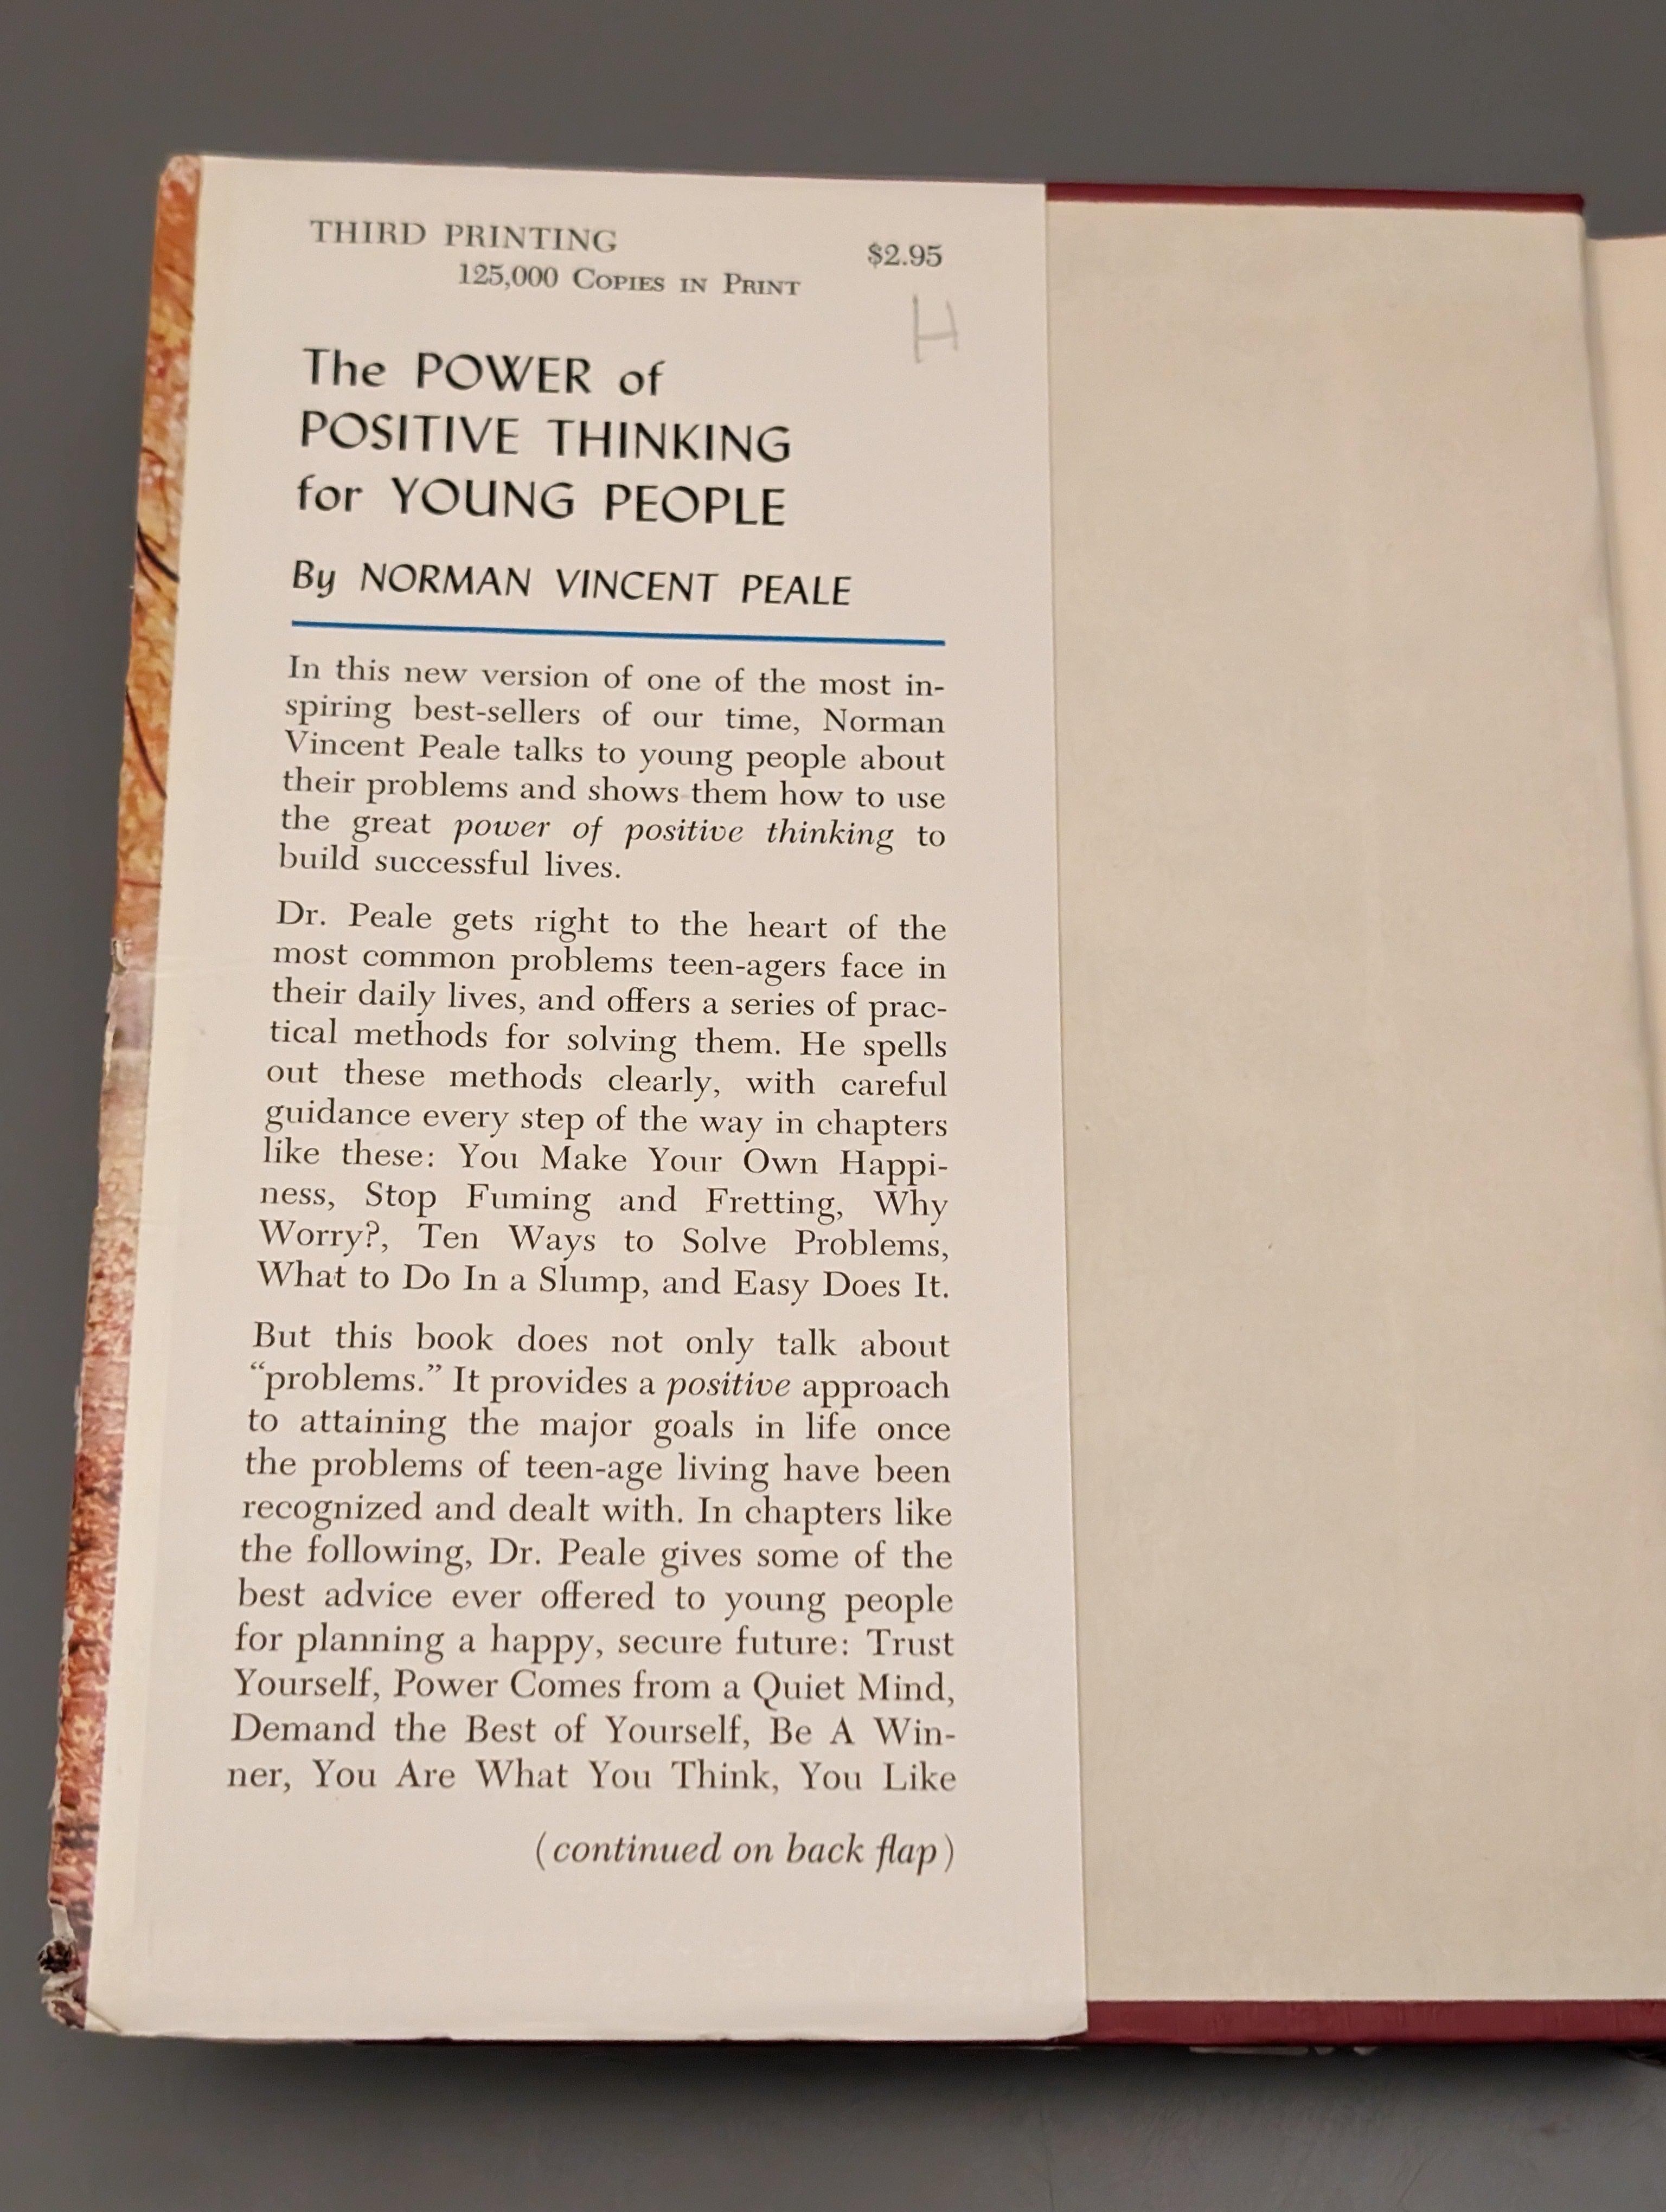 THIRD PRINTING
$2.95
125,000 COPIES IN PRINT
H
The POWER of
POSITIVE THINKING
for YOUNG PEOPLE
By NORMAN VINCENT PEALE
In this new version of one of the most in-
spiring best-sellers of our time, Norman
Vincent Peale talks to young people about
their problems and shows them how to use
the great power of positive thinking to
build successful lives.
Dr. Peale gets right to the heart of the
most common problems teen-agers face in
their daily lives, and offers a series of prac-
tical methods for solving them. He spells
out these methods clearly, with careful
guidance every step of the way in chapters
like these: You Make Your Own Happi-
ness, Stop Fuming and Fretting, Why
Worry?, Ten Ways to Solve Problems,
What to Do In a Slump, and Easy Does It.
But this book does not only talk about
“problems.” It provides a positive approach
to attaining the major goals in life once
the problems of teen-age living have been
recognized and dealt with. In chapters like
the following, Dr. Peale gives some of the
best advice ever offered to young people
for planning a happy, secure future: Trust
Yourself, Power Comes from a Quiet Mind,
Demand the Best of Yourself, Be A Win-
ner, You Are What You Think, You Like
(continued on back flap)